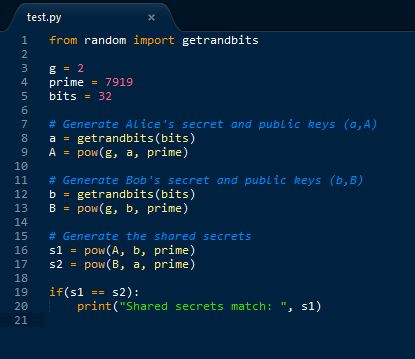 test.py ×
1 from random import getrandbits
2
3 g = 2
4 prime = 7919
5 bits = 32
6
7 # Generate Alice's secret and public keys (a,A)
8 a = getrandbits(bits)
9 A = pow(g, a, prime)
10
11 # Generate Bob's secret and public keys (b,B)
12 b = getrandbits(bits)
13 B = pow(g, b, prime)
14
15 # Generate the shared secrets
16 s1 = pow(A, b, prime)
17 s2 = pow(B, a, prime)
18
19 if(s1 == s2):
20     print("Shared secrets match: ", s1)
21